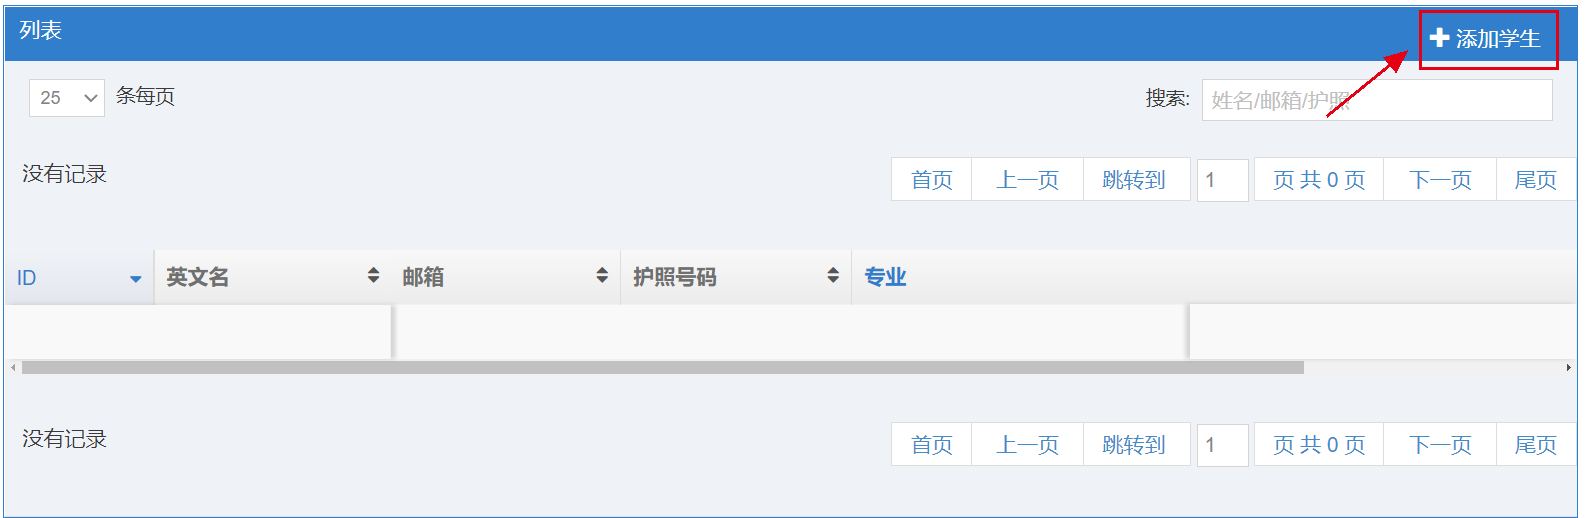 列表
添加学生
25 条每页
搜索: 姓名/邮箱/护照
没有记录
首页 上一页 跳转到 1 页 共 0 页 下一页 尾页
ID 英文名 邮箱 护照号码 专业
没有记录
首页 上一页 跳转到 1 页 共 0 页 下一页 尾页